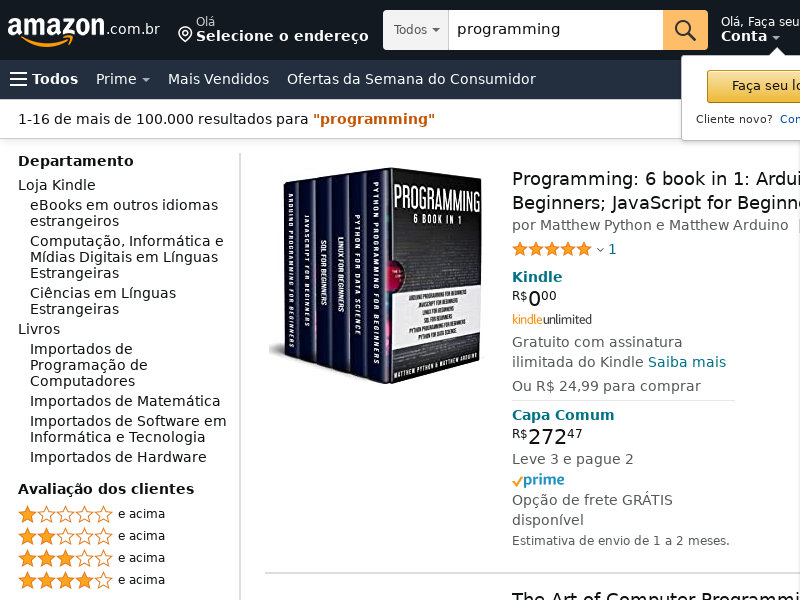 amazon.com.br
Olá
Selecione o endereço
Todos
programming
Olá, Faça seu
Conta
Todos
Prime
Mais Vendidos
Ofertas da Semana do Consumidor
Faça seu lo
Cliente novo? Com
1-16 de mais de 100.000 resultados para "programming"
Departamento
Loja Kindle
eBooks em outros idiomas
estrangeiros
Computação, Informática e
Mídias Digitais em Línguas
Estrangeiras
Ciências em Línguas
Estrangeiras
Livros
Importados de
Programação de
Computadores
Importados de Matemática
Importados de Software em
Informática e Tecnologia
Importados de Hardware
Avaliação dos clientes
e acima
e acima
e acima
e acima
ARDUINO PROGRAMMING FOR BEGINNERS
JAVASCRIPT FOR BEGINNERS
SQL FOR BEGINNERS
LINUX FOR BEGINNERS
PYTHON FOR DATA SCIENCE
PYTHON PROGRAMMING FOR BEGINNERS
PROGRAMMING
6 BOOK IN 1
ARDUINO PROGRAMMING FOR BEGINNERS
JAVASCRIPT FOR BEGINNERS
LINUX FOR BEGINNERS
SQL FOR BEGINNERS
PYTHON PROGRAMMING FOR BEGINNERS
PYTHON FOR DATA SCIENCE
MATTHEW PYTHON & MATTHEW ARDUINO
Programming: 6 book in 1: Ardui
Beginners; JavaScript for Beginne
por Matthew Python e Matthew Arduino |
1
Kindle
R$000
kindleunlimited
Gratuito com assinatura
ilimitada do Kindle Saiba mais
Ou R$ 24,99 para comprar
Capa Comum
R$27247
Leve 3 e pague 2
prime
Opção de frete GRÁTIS
disponível
Estimativa de envio de 1 a 2 meses.
The Art of Computer Programmi